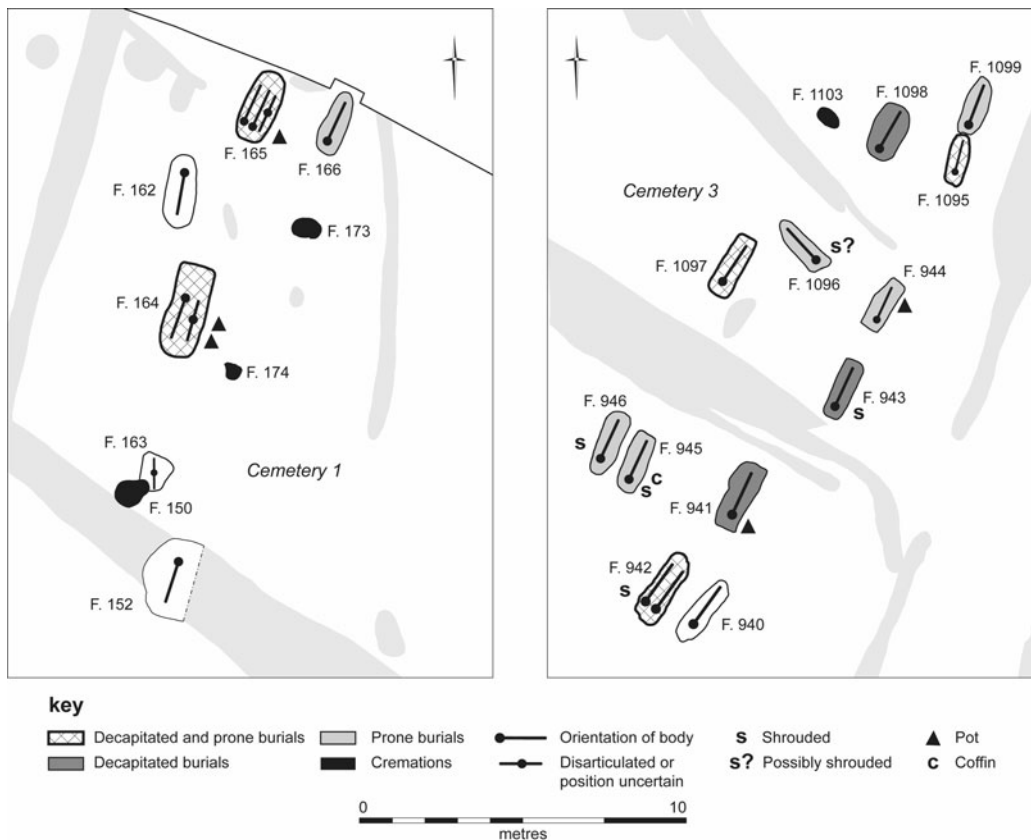 F. 165
F. 166
F. 162
F. 173
F. 164
F. 174
F. 163
Cemetery 1
F. 150
F. 152
F. 1099
F. 1098
F. 1103
F. 1095
Cemetery 3
s?
F. 1097
F. 1096
F. 944
F. 943
s
F. 946
s
F. 945
c
s
F. 941
F. 942
s
F. 940
key
Decapitated and prone burials
Prone burials
Orientation of body
s Shrouded
Pot
Decapitated burials
Cremations
Disarticulated or
position uncertain
s? Possibly shrouded
c Coffin
0 10
metres